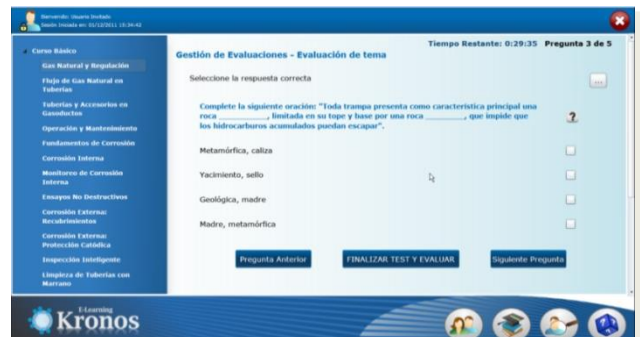 Bienvenido: Usuario Invitado
Sesión Iniciada en: 01/12/2011 10:34:42
Tiempo Restante: 0:29:35 Pregunta 3 de 5
Curso Básico
Gas Natural y Regulación
Flujo de Gas Natural en
Tuberías
Tuberías y Accesorios en
Gasoductos
Operación y Mantenimiento
Fundamentos de Corrosión
Corrosión Interna
Monitoreo de Corrosión
Interna
Ensayos No Destructivos
Corrosión Externa:
Recubrimientos
Corrosión Externa:
Protección Catódica
Inspección Inteligente
Limpieza de Tuberías con
Marrano
Gestión de Evaluaciones - Evaluación de tema
Seleccione la respuesta correcta
...
Complete la siguiente oración: "Toda trampa presenta como característica principal una
roca _________, limitada en su tope y base por una roca ________, que impide que
los hidrocarburos acumulados puedan escapar".
?
Metamórfica, caliza
Yacimiento, sello
Geológica, madre
Madre, metamórfica
Pregunta Anterior
FINALIZAR TEST Y EVALUAR
Siguiente Pregunta
E-Learning
Kronos